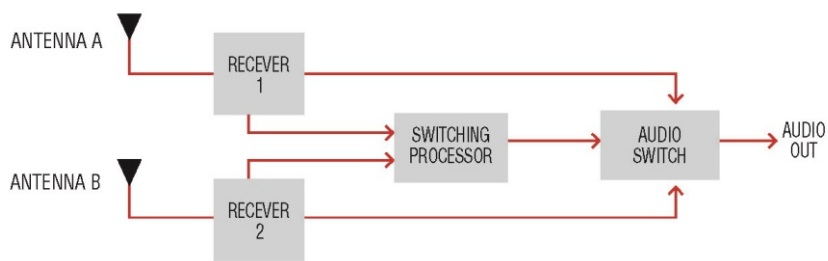 ANTENNA A
RECEVER
1
SWITCHING
PROCESSOR
AUDIO
SWITCH
AUDIO
OUT
ANTENNA B
RECEVER
2